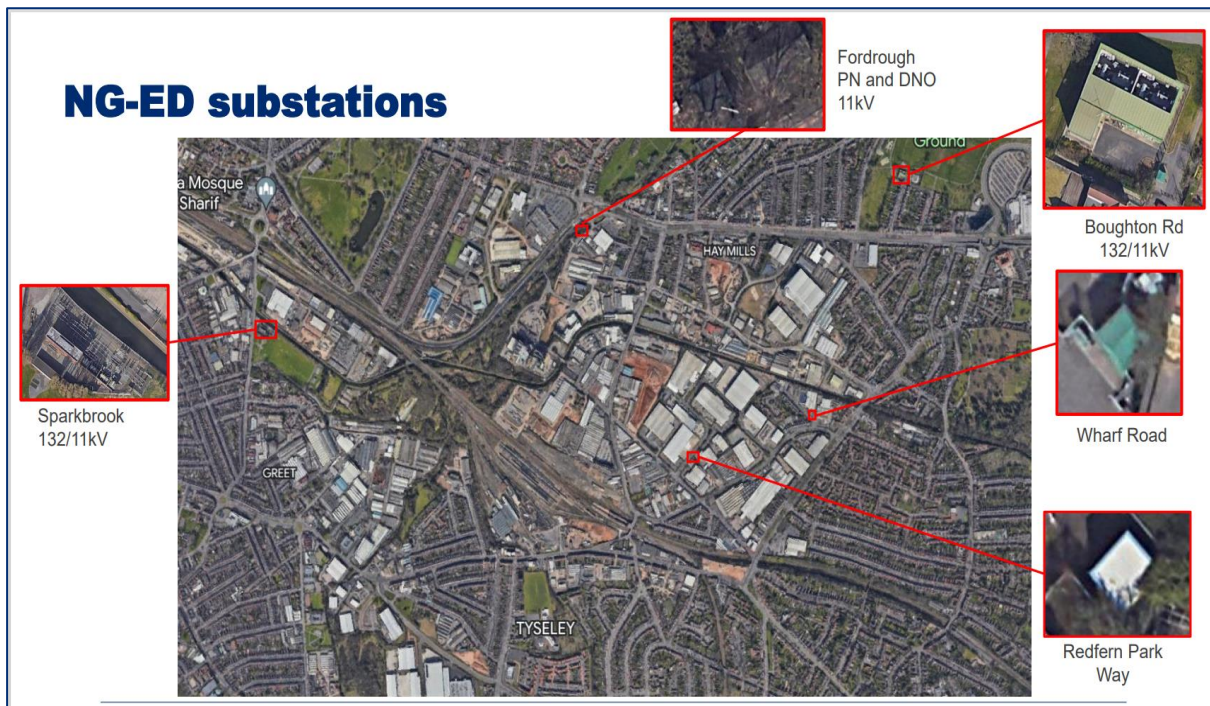 NG-ED substations
Fordrough
PN and DNO
11kV
Boughton Rd
132/11kV
Wharf Road
Redfern Park
Way
Sparkbrook
132/11kV
a Mosque
Sharif
Ground
HAY MILLS
GREET
TYSELEY